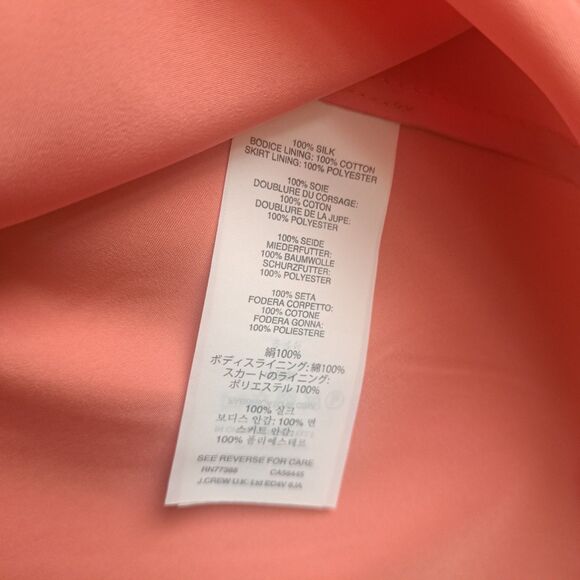 100% SILK
BODICE LINING: 100% COTTON
SKIRT LINING: 100% POLYESTER
100% SOIE
DOUBLURE DU CORSAGE:
100% COTON
DOUBLURE DE LA JUPE:
100% POLYESTER
100% SEIDE
MIEDERFUTTER:
100% BAUMWOLLE
SCHURZFUTTER:
100% POLYESTER
100% SETA
FODERA CORPETTO:
100% COTONE
FODERA GONNA:
100% POLIESTERE
絹100%
ボディスライニング: 綿100%
スカートのライニング:
ポリエステル 100%
100% 실크
보디스 안감: 100% 면
스커트 안감:
100% 폴리에스테르
SEE REVERSE FOR CARE
RN77388 CA56445
J.CREW U.K. Ltd EC4V 6JA